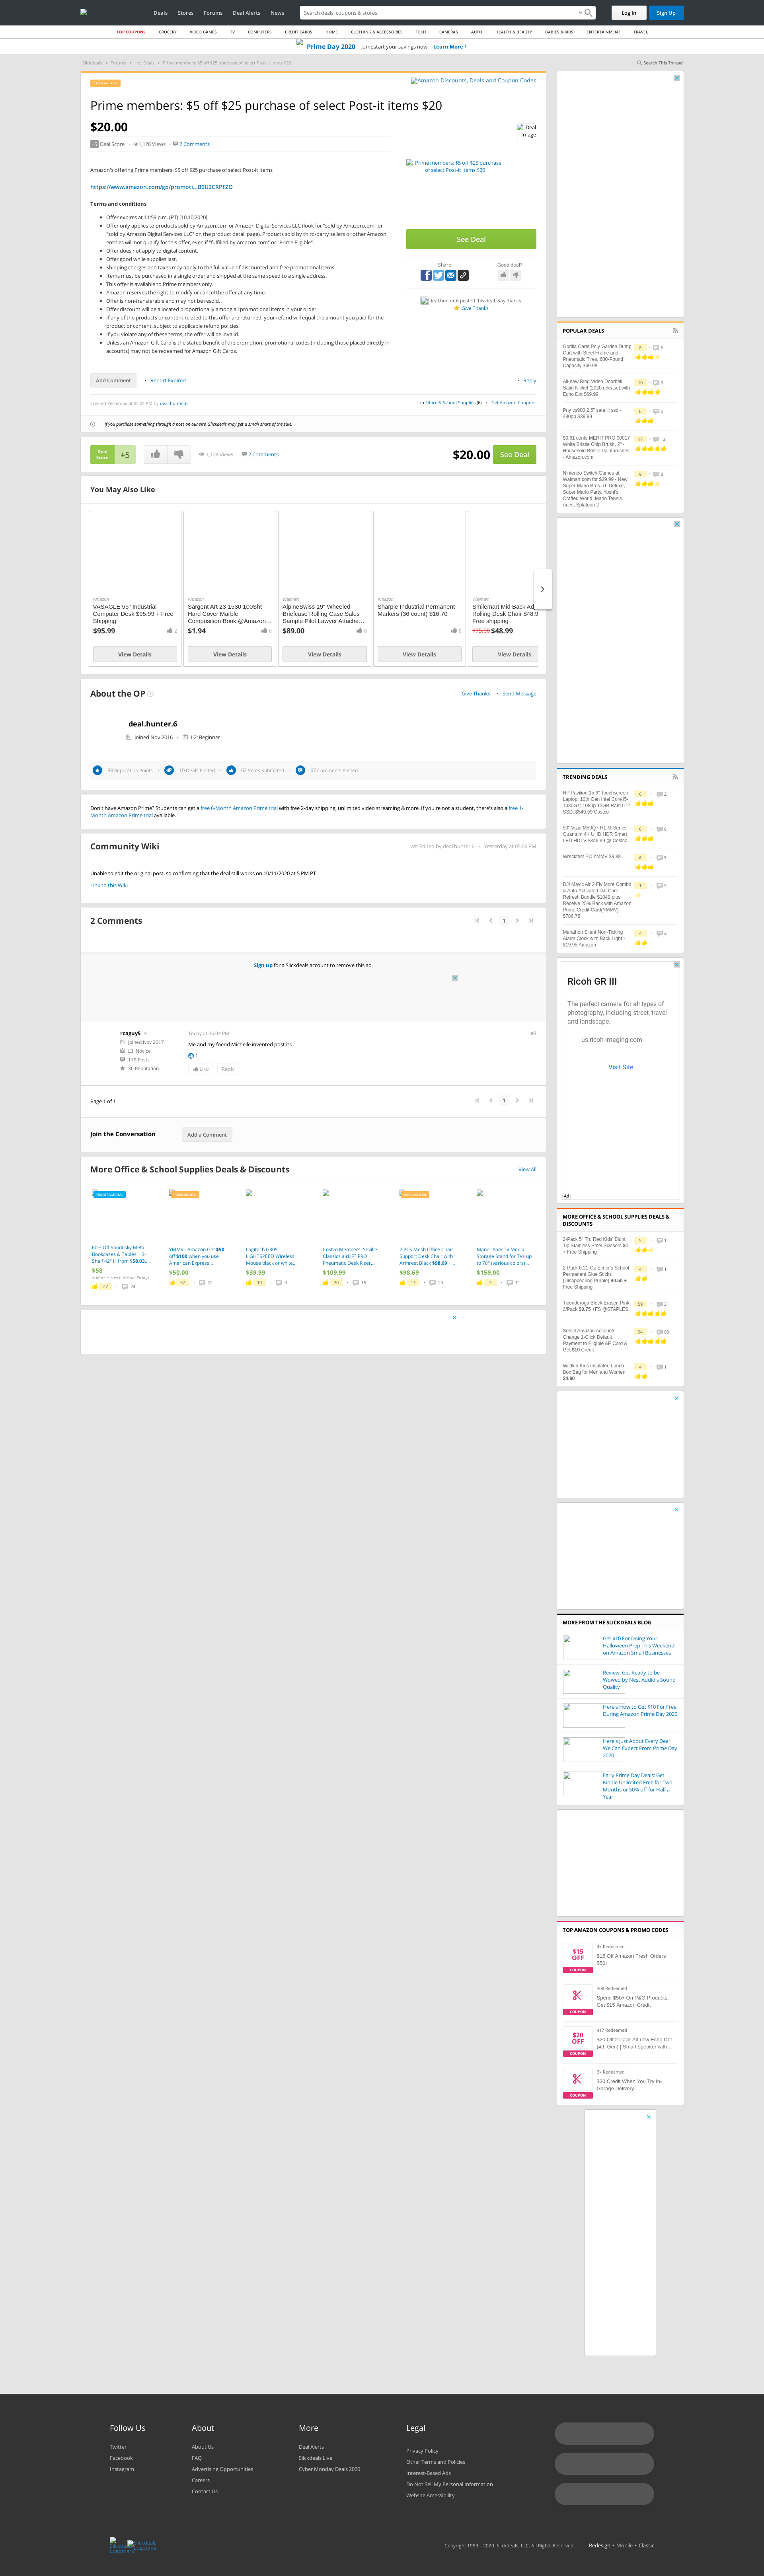 Deals
Stores
Forums
Deal Alerts
News
Search deals, coupons & stores
Log In
Sign Up
TOP COUPONS
GROCERY
VIDEO GAMES
TV
COMPUTERS
CREDIT CARDS
HOME
CLOTHING & ACCESSORIES
TECH
CAMERAS
AUTO
HEALTH & BEAUTY
BABIES & KIDS
ENTERTAINMENT
TRAVEL
Prime Day 2020 Jumpstart your savings now Learn More
Slickdeals > Forums > Hot Deals > Prime members: $5 off $25 purchase of select Post-it items $20
Search This Thread
Amazon Discounts, Deals and Coupon Codes
Prime members: $5 off $25 purchase of select Post-it items $20
$20.00
Deal Image
+5 Deal Score
1,128 Views
2 Comments
Prime members: $5 off $25 purchase of select Post-it items $20
Amazon's offering Prime members: $5 off $25 purchase of select Post-it items
https://www.amazon.com/gp/promoti...B0U2CRPFZO
Terms and conditions
Offer expires at 11:59 p.m. (PT) [10,10,2020].
Offer only applies to products sold by Amazon.com or Amazon Digital Services LLC (look for "sold by Amazon.com" or
"sold by Amazon Digital Services LLC" on the product detail page). Products sold by third-party sellers or other Amazon
entities will not qualify for this offer, even if "fulfilled by Amazon.com" or "Prime Eligible".
Offer does not apply to digital content.
Offer good while supplies last.
Shipping charges and taxes may apply to the full value of discounted and free promotional items.
Items must be purchased in a single order and shipped at the same speed to a single address.
This offer is available to Prime members only.
Amazon reserves the right to modify or cancel the offer at any time.
Offer is non-transferable and may not be resold.
Offer discount will be allocated proportionally among all promotional items in your order.
If any of the products or content related to this offer are returned, your refund will equal the amount you paid for the
product or content, subject to applicable refund policies.
If you violate any of these terms, the offer will be invalid.
Unless an Amazon Gift Card is the stated benefit of the promotion, promotional codes (including those placed directly in
accounts) may not be redeemed for Amazon Gift Cards.
See Deal
Share
Good deal?
deal.hunter.6 posted this deal. Say thanks!
Give Thanks
Add Comment
Report Expired
Reply
Created Yesterday at 05:04 PM by deal.hunter.6
in Office & School Supplies (6)
Get Amazon Coupons
If you purchase something through a post on our site, Slickdeals may get a small share of the sale.
Deal Score
+5
1,128 Views
2 Comments
$20.00
See Deal
You May Also Like
Amazon
VASAGLE 55" Industrial Computer Desk $95.99 + Free Shipping
$95.99
2
View Details
Amazon
Sargent Art 23-1530 100Sht Hard Cover Marble Composition Book @Amazon...
$1.94
0
View Details
Walmart
AlpineSwiss 19" Wheeled Briefcase Rolling Case Sales Sample Pilot Lawyer Attache...
$89.00
0
View Details
Amazon
Sharpie Industrial Permanent Markers (36 count) $16.70
0
View Details
Walmart
Smilemart Mid Back Ad
Rolling Desk Chair $48.9
Free shipping
$75.00 $48.99
View Details
About the OP
Give Thanks
Send Message
deal.hunter.6
Joined Nov 2016
L2: Beginner
39 Reputation Points
10 Deals Posted
62 Votes Submitted
67 Comments Posted
Don't have Amazon Prime? Students can get a free 6-Month Amazon Prime trial with free 2-day shipping, unlimited video streaming & more. If you're not a student, there's also a free 1-
Month Amazon Prime trial available.
Community Wiki
Last Edited by deal.hunter.6
Yesterday at 05:06 PM
Unable to edit the original post, so confirming that the deal still works on 10/11/2020 at 5 PM PT
Link to this Wiki
2 Comments
1
Sign up for a Slickdeals account to remove this ad.
rcaguy5
Joined Nov 2017
L3: Novice
179 Posts
30 Reputation
Today at 05:04 PM
#3
Me and my friend Michelle invented post its
1
Like
Reply
Page 1 of 1
1
Join the Conversation
Add a Comment
More Office & School Supplies Deals & Discounts
View All
FRONTPAGE DEAL
60% Off Sandusky Metal Bookcases & Tables | 3-Shelf 42" H from $58.03,...
$58
& More + Free Curbside Pickup
27
24
YMMV - Amazon Get $50 off $100 when you use American Express...
$50.00
57
72
Logitech G305 LIGHTSPEED Wireless Mouse black or white...
$39.99
10
9
Costco Members: Seville Classics airLIFT PRO Pneumatic Desk Riser...
$109.99
20
15
2 PCS Mesh Office Chair Support Desk Chair with Armrest Black $98.69 +...
$98.69
17
20
Manor Park TV Media Storage Stand for TVs up to 78" (various colors)...
$159.00
7
11
POPULAR DEALS
Gorilla Carts Poly Garden Dump Cart with Steel Frame and Pneumatic Tires, 600-Pound Capacity $69.98
8
5
All-new Ring Video Doorbell, Satin Nickel (2020 release) with Echo Dot $69.99
10
3
Pny cs900 2.5" sata iii ssd - 480gb $39.99
6
6
$0.61 cents MERIT PRO 00017 White Bristle Chip Brush, 2" - Household Bristle Paintbrushes - Amazon.com
17
13
Nintendo Switch Games at Walmart.com for $39.99 - New Super Mario Bros. U: Deluxe, Super Mario Party, Yoshi's Crafted World, Mario Tennis Aces, Splatoon 2
9
8
TRENDING DEALS
HP Pavilion 15.6" Touchscreen Laptop; 10th Gen Intel Core i5-1035G1; 1080p 12GB Ram 512 SSD; $549.99 Costco
6
21
50" Vizio M50Q7-H1 M-Series Quantum 4K UHD HDR Smart LED HDTV $349.99 @ Costco
6
6
Wreckfest PC YMMV $9.88
6
5
DJI Mavic Air 2 Fly More Combo & Auto-Activated DJI Care Refresh Bundle $1049 plus Receive 25% Back with Amazon Prime Credit Card(YMMV) $786.75
1
5
Marathon Silent Non-Ticking Alarm Clock with Back Light - $19.95 Amazon
4
2
Ricoh GR III
The perfect camera for all types of photography, including street, travel and landscape.
us.ricoh-imaging.com
Visit Site
Ad
MORE OFFICE & SCHOOL SUPPLIES DEALS & DISCOUNTS
3-Pack 5" Tru Red Kids' Blunt Tip Stainless Steel Scissors $1 + Free Shipping
5
1
2-Pack 0.21-Oz Elmer's School Permanent Glue Sticks (Disappearing Purple) $0.50 + Free Shipping
4
1
Ticonderoga Block Eraser, Pink, 3/Pack $0.75 +FS @STAPLES
59
31
Select Amazon Accounts: Change 1-Click Default Payment to Eligible AE Card & Get $10 Credit
94
88
Wildkin Kids Insulated Lunch Box Bag for Men and Women $4.90
4
1
MORE FROM THE SLICKDEALS BLOG
Get $10 For Doing Your Holiday Prep This Weekend on Amazon Small Businesses
Review: Get Ready to be Wowed by Nest Audio's Sound Quality
Here's How to Get $10 For Free During Amazon Prime Day 2020
Here's Just About Every Deal We Can Expect From Prime Day 2020
Early Prime Day Deals: Get Kindle Unlimited Free for Two Months or 50% off for Half a Year
TOP AMAZON COUPONS & PROMO CODES
$15 OFF
COUPON
4k Redeemed
$15 Off Amazon Fresh Orders $50+
COUPON
308 Redeemed
Spend $50+ On P&G Products, Get $15 Amazon Credit
$20 OFF
COUPON
417 Redeemed
$20 Off 2 Pack All-new Echo Dot (4th Gen) | Smart speaker with...
COUPON
3k Redeemed
$30 Credit When You Try In-Garage Delivery
Follow Us
Twitter
Facebook
Instagram
About
About Us
FAQ
Advertising Opportunities
Careers
Contact Us
More
Deal Alerts
Slickdeals Live
Cyber Monday Deals 2020
Legal
Privacy Policy
Other Terms and Policies
Interest-Based Ads
Do Not Sell My Personal Information
Website Accessibility
Copyright 1999 - 2020. Slickdeals, LLC. All Rights Reserved.
Redesign • Mobile • Classic